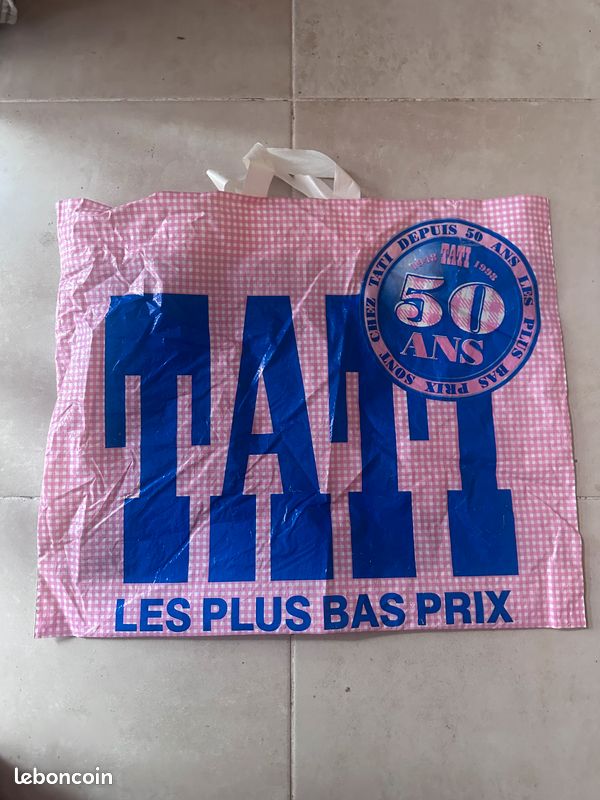 CHEZ TATI DEPUIS 50 ANS LES PLUS BAS PRIX SONT
1948 TATI 1998
50
ANS
TATI
LES PLUS BAS PRIX
leboncoin